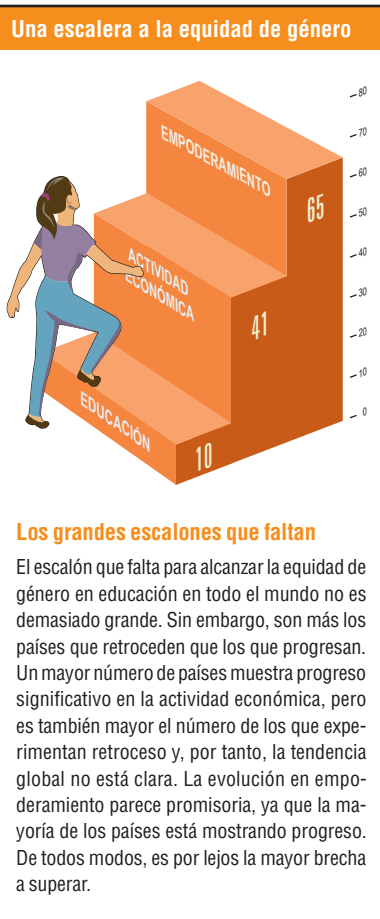 Una escalera a la equidad de género
80
70
EMPODERAMIENTO
60
65
50
ACTIVIDAD
ECONÓMICA
40
30
41
20
EDUCACIÓN
10
10
0
Los grandes escalones que faltan
El escalón que falta para alcanzar la equidad de
género en educación en todo el mundo no es
demasiado grande. Sin embargo, son más los
países que retroceden que los que progresan.
Un mayor número de países muestra progreso
significativo en la actividad económica, pero
es también mayor el número de los que expe-
rimentan retroceso y, por tanto, la tendencia
global no está clara. La evolución en empo-
deramiento parece promisoria, ya que la ma-
yoría de los países está mostrando progreso.
De todos modos, es por lejos la mayor brecha
a superar.